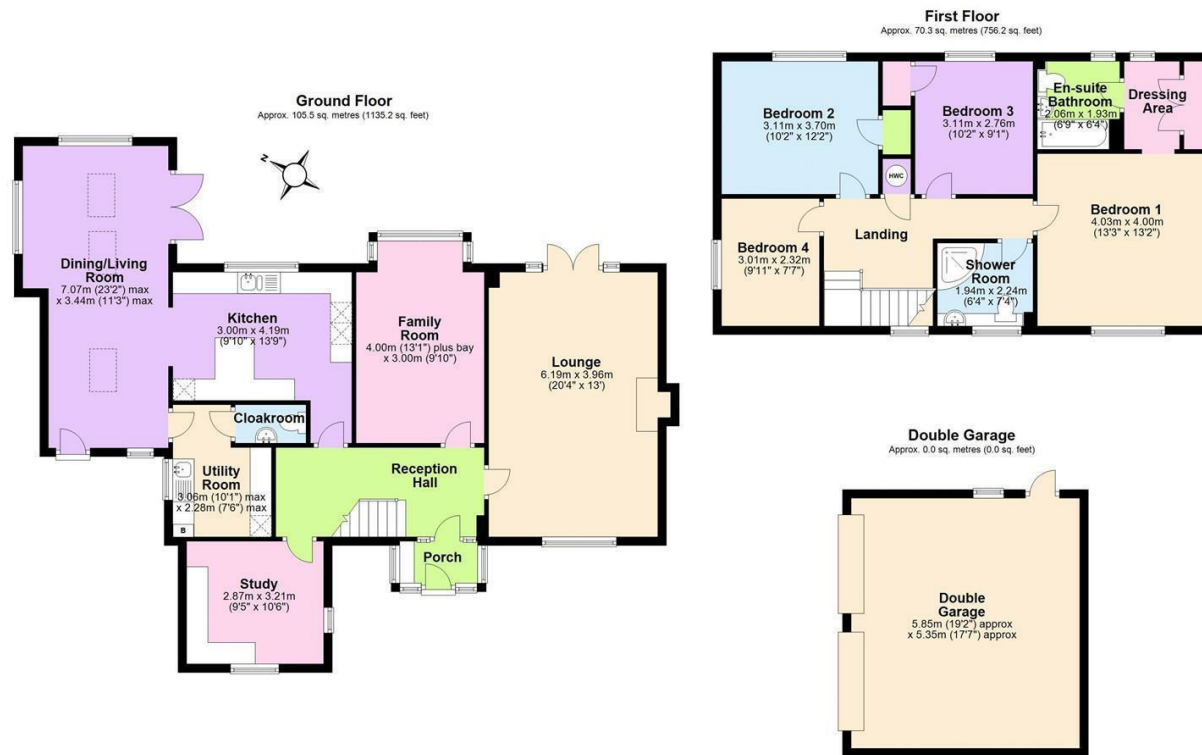 Ground Floor
Approx. 105.5 sq. metres (1135.2 sq. feet)
N
Dining/Living
Room
7.07m (23'2") max
x 3.44m (11'3") max
Kitchen
3.00m x 4.19m
(9'10" x 13'9")
Family
Room
4.00m (13'1") plus bay
x 3.00m (9'10")
Lounge
6.19m x 3.96m
(20'4" x 13')
Cloakroom
Utility
Room
3.06m (10'1") max
x 2.28m (7'6") max
B
Reception
Hall
Porch
Study
2.87m x 3.21m
(9'5" x 10'6")
First Floor
Approx. 70.3 sq. metres (756.2 sq. feet)
Bedroom 2
3.11m x 3.70m
(10'2" x 12'2")
Bedroom 3
3.11m x 2.76m
(10'2" x 9'1")
En-suite
Bathroom
2.06m x 1.93m
(6'9" x 6'4")
Dressing
Area
HWC
Bedroom 4
3.01m x 2.32m
(9'11" x 7'7")
Landing
Shower
Room
1.94m x 2.24m
(6'4" x 7'4")
Bedroom 1
4.03m x 4.00m
(13'3" x 13'2")
Double Garage
Approx. 0.0 sq. metres (0.0 sq. feet)
Double
Garage
5.85m (19'2") approx
x 5.35m (17'7") approx